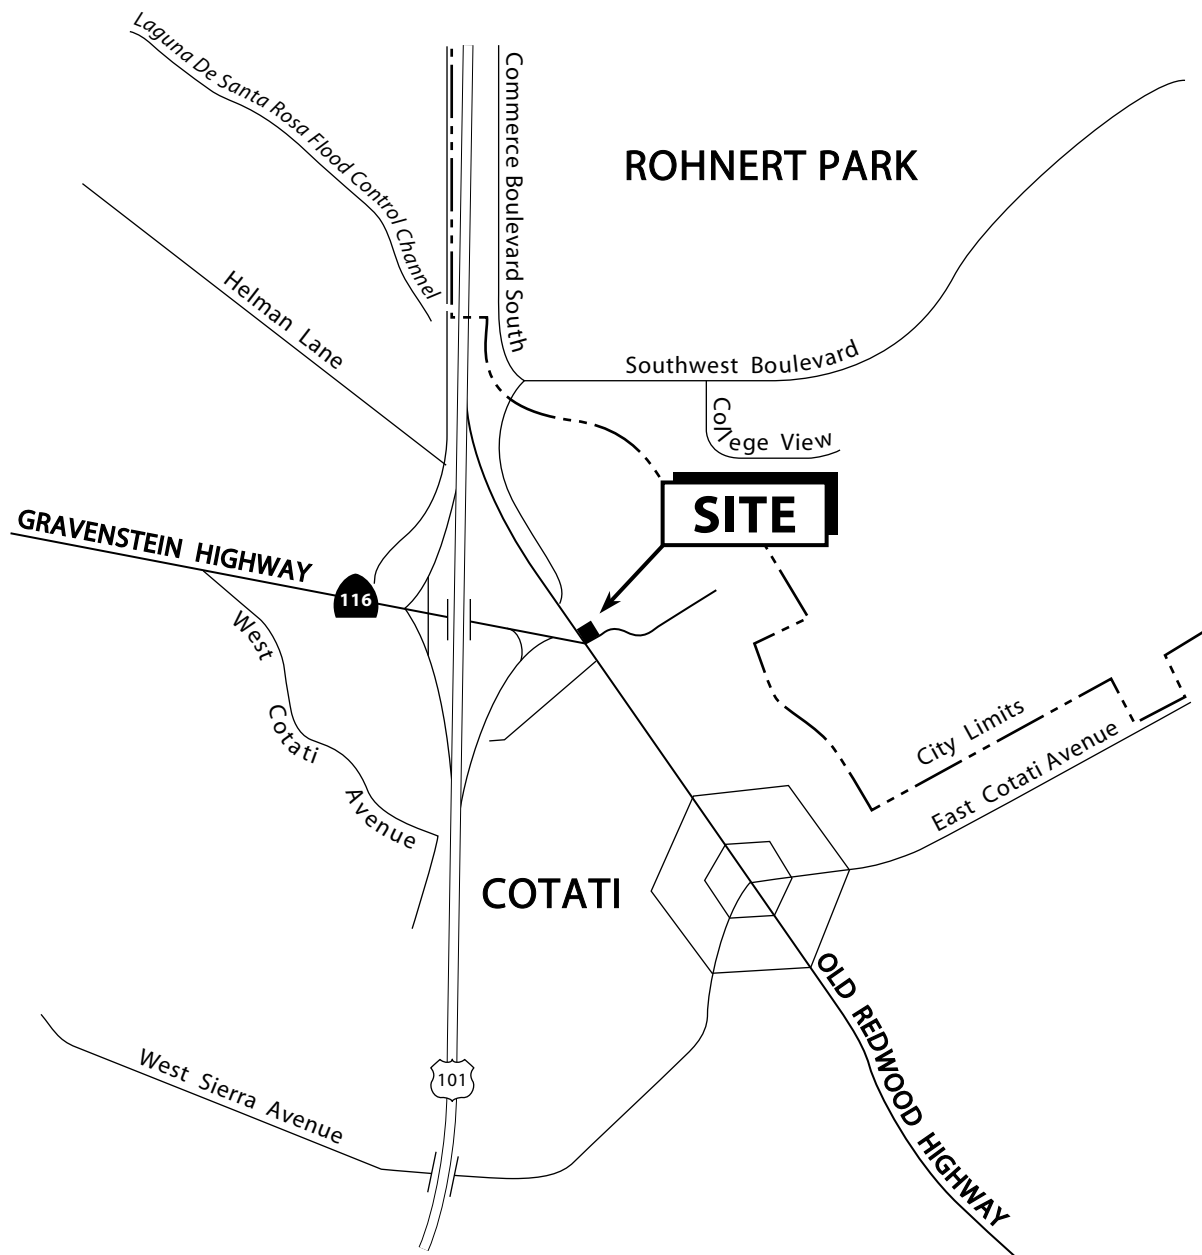 Laguna De Santa Rosa Flood Control Channel
Commerce Boulevard South
ROHNERT PARK
Helman Lane
Southwest Boulevard
College View
SITE
GRAVENSTEIN HIGHWAY
116
West Cotati Avenue
City Limits
East Cotati Avenue
COTATI
OLD REDWOOD HIGHWAY
101
West Sierra Avenue